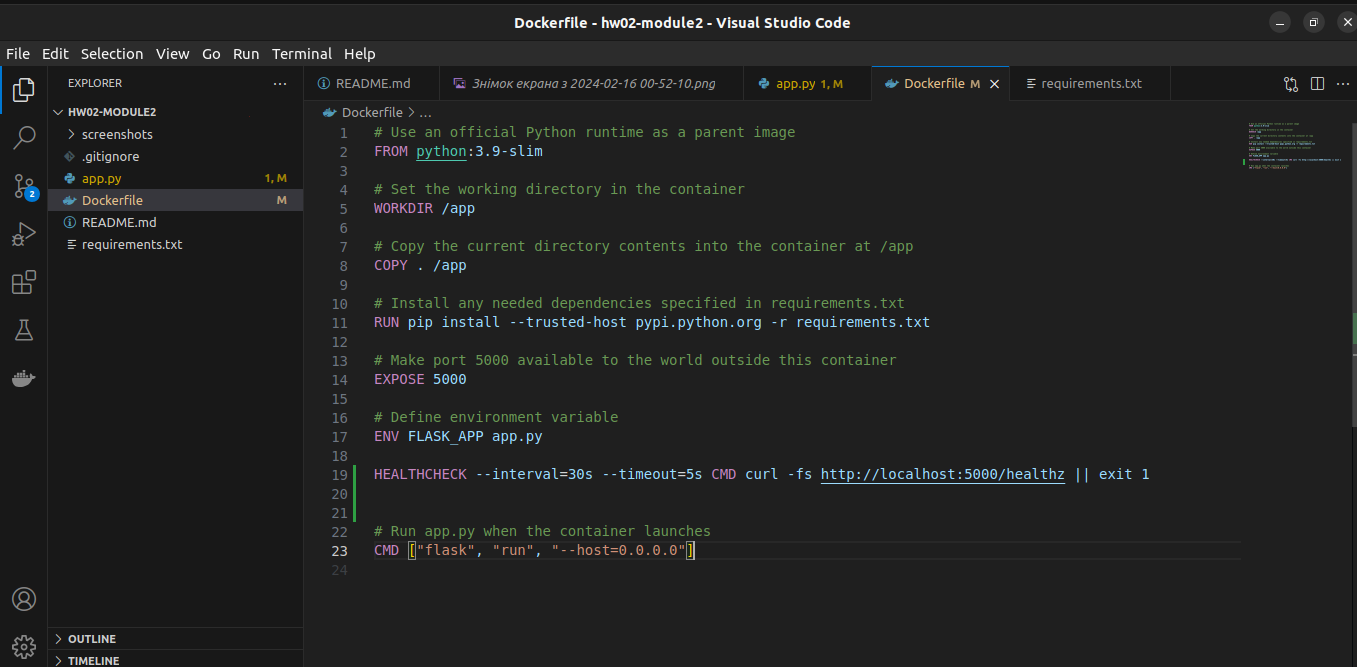 Dockerfile - hw02-module2 - Visual Studio Code
File Edit Selection View Go Run Terminal Help
EXPLORER ···
README.md
Знімок екрана з 2024-02-16 00-52-10.png
app.py 1, M
Dockerfile M
requirements.txt
HW02-MODULE2
screenshots
.gitignore
app.py 1, M
Dockerfile M
README.md
requirements.txt
2
OUTLINE
TIMELINE
Dockerfile > ...
1 # Use an official Python runtime as a parent image
2 FROM python:3.9-slim
3
4 # Set the working directory in the container
5 WORKDIR /app
6
7 # Copy the current directory contents into the container at /app
8 COPY . /app
9
10 # Install any needed dependencies specified in requirements.txt
11 RUN pip install --trusted-host pypi.python.org -r requirements.txt
12
13 # Make port 5000 available to the world outside this container
14 EXPOSE 5000
15
16 # Define environment variable
17 ENV FLASK_APP app.py
18
19 HEALTHCHECK --interval=30s --timeout=5s CMD curl -fs http://localhost:5000/healthz || exit 1
20
21
22 # Run app.py when the container launches
23 CMD ["flask", "run", "--host=0.0.0.0"]
24